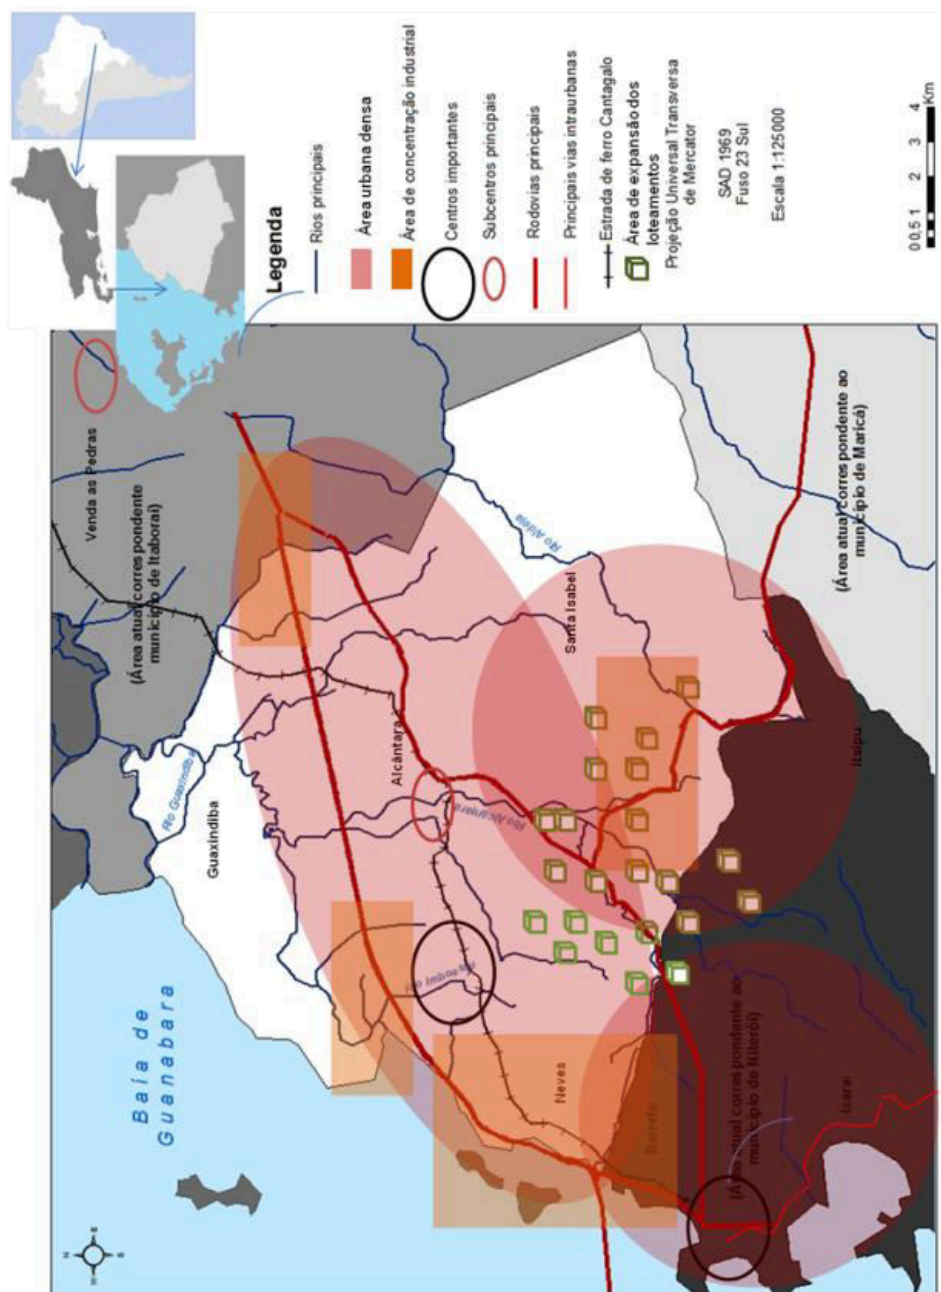 Legenda
Rios principais
Área urbana densa
Área de concentração industrial
Centros importantes
Subcentros principais
Rodovias principais
Principais vias intraurbanas
Estrada de ferro Cantagalo
Área de expansão dos
loteamentos
Projeção Universal Transversa
de Mercator
SAD 1969
Fuso 23 Sul
Escala 1:125000
0 0,5 1 2 3 4
Km
Venda as Pedras
(Área atual correspondente
município de Itaboraí)
Rio Guaxindiba
Guaxindiba
Baía de
Guanabara
N
W
E
S
Alcântara
Rio Alcântara
Rio Aldeia
Santa Isabel
Rio Imboaçu
Neves
Barreto
(Área atual correspondente ao
município de Niterói)
Icaraí
Itaipu
(Área atual correspondente ao
município de Maricá)